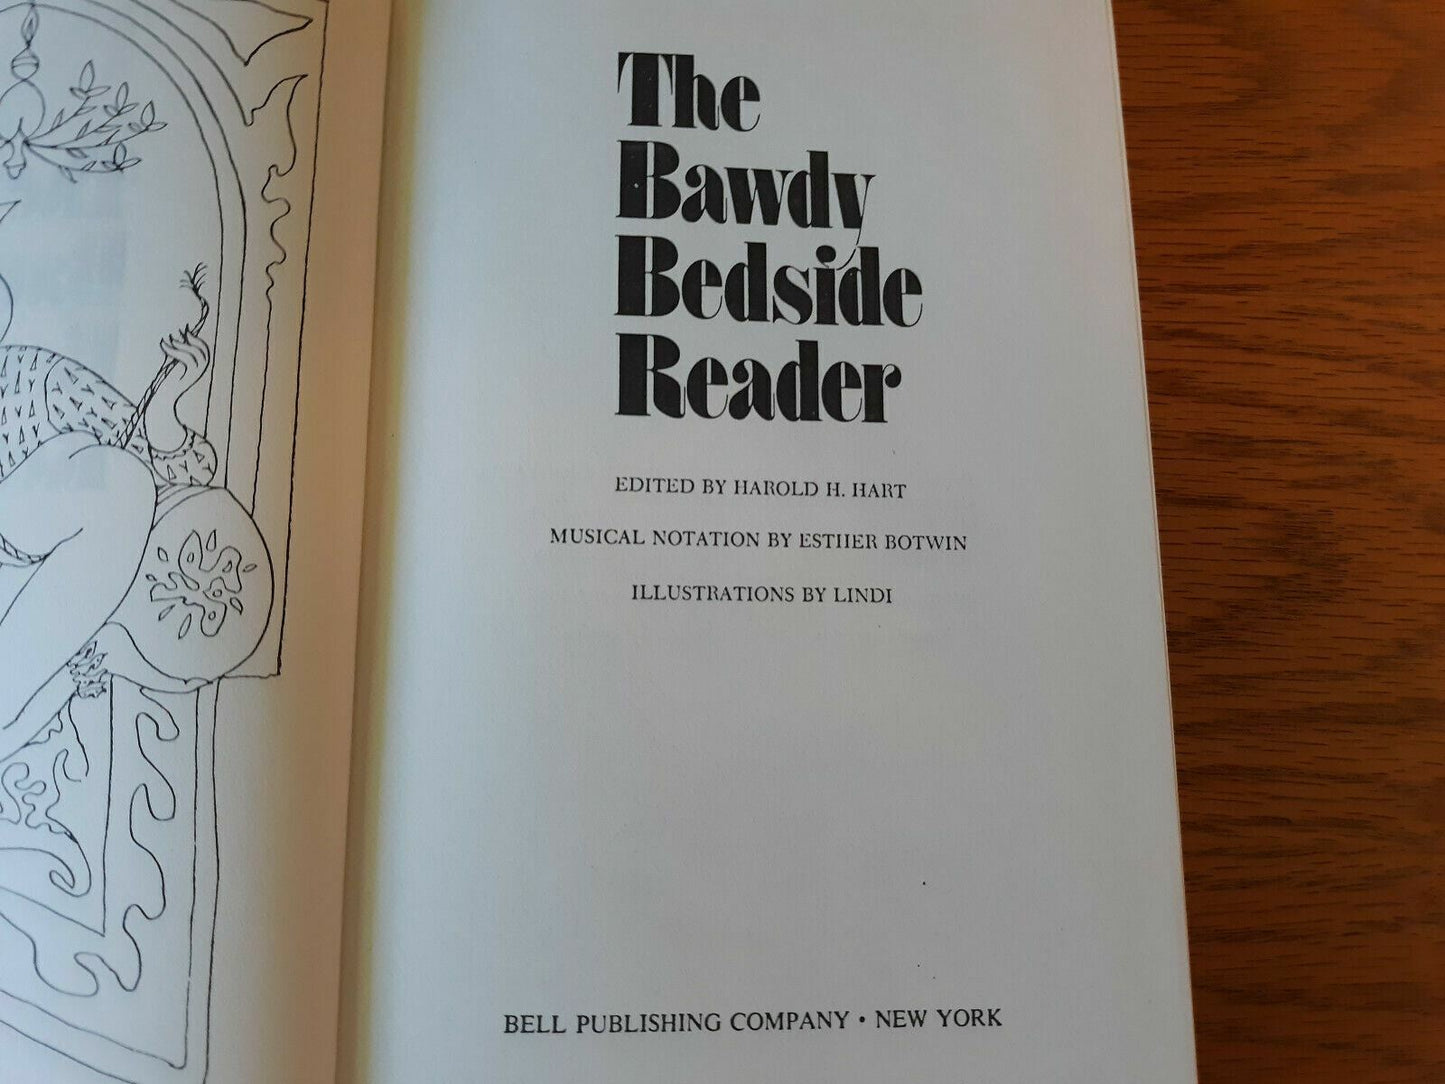 The
Bawdy
Bedside
Reader
EDITED BY HAROLD H. HART
MUSICAL NOTATION BY ESTHER BOTWIN
ILLUSTRATIONS BY LINDI
BELL PUBLISHING COMPANY • NEW YORK